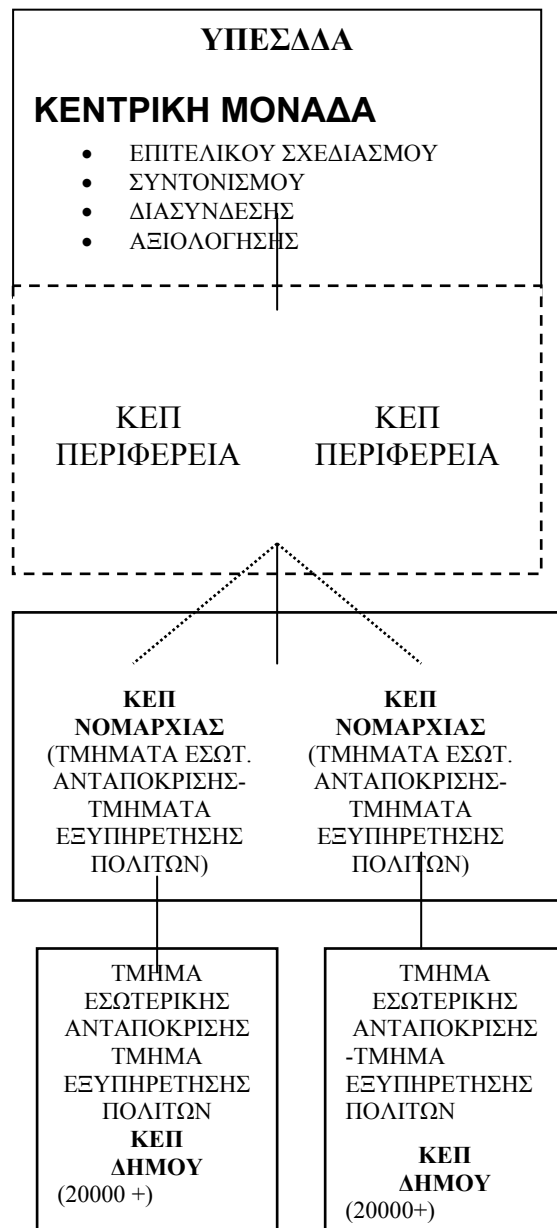 ΥΠΕΣΔΔΑ
ΚΕΝΤΡΙΚΗ ΜΟΝΑΔΑ
• ΕΠΙΤΕΛΙΚΟΥ ΣΧΕΔΙΑΣΜΟΥ
• ΣΥΝΤΟΝΙΣΜΟΥ
• ΔΙΑΣΥΝΔΕΣΗΣ
• ΑΞΙΟΛΟΓΗΣΗΣ
ΚΕΠ
ΠΕΡΙΦΕΡΕΙΑ
ΚΕΠ
ΠΕΡΙΦΕΡΕΙΑ
ΚΕΠ
ΝΟΜΑΡΧΙΑΣ
(ΤΜΗΜΑΤΑ ΕΣΩΤ.
ΑΝΤΑΠΟΚΡΙΣΗΣ-
ΤΜΗΜΑΤΑ
ΕΞΥΠΗΡΕΤΗΣΗΣ
ΠΟΛΙΤΩΝ)
ΚΕΠ
ΝΟΜΑΡΧΙΑΣ
(ΤΜΗΜΑΤΑ ΕΣΩΤ.
ΑΝΤΑΠΟΚΡΙΣΗΣ-
ΤΜΗΜΑΤΑ
ΕΞΥΠΗΡΕΤΗΣΗΣ
ΠΟΛΙΤΩΝ)
ΤΜΗΜΑ
ΕΣΩΤΕΡΙΚΗΣ
ΑΝΤΑΠΟΚΡΙΣΗΣ
ΤΜΗΜΑ
ΕΞΥΠΗΡΕΤΗΣΗΣ
ΠΟΛΙΤΩΝ
ΚΕΠ
ΔΗΜΟΥ
(20000 +)
ΤΜΗΜΑ
ΕΣΩΤΕΡΙΚΗΣ
ΑΝΤΑΠΟΚΡΙΣΗΣ
-ΤΜΗΜΑ
ΕΞΥΠΗΡΕΤΗΣΗΣ
ΠΟΛΙΤΩΝ
ΚΕΠ
ΔΗΜΟΥ
(20000+)